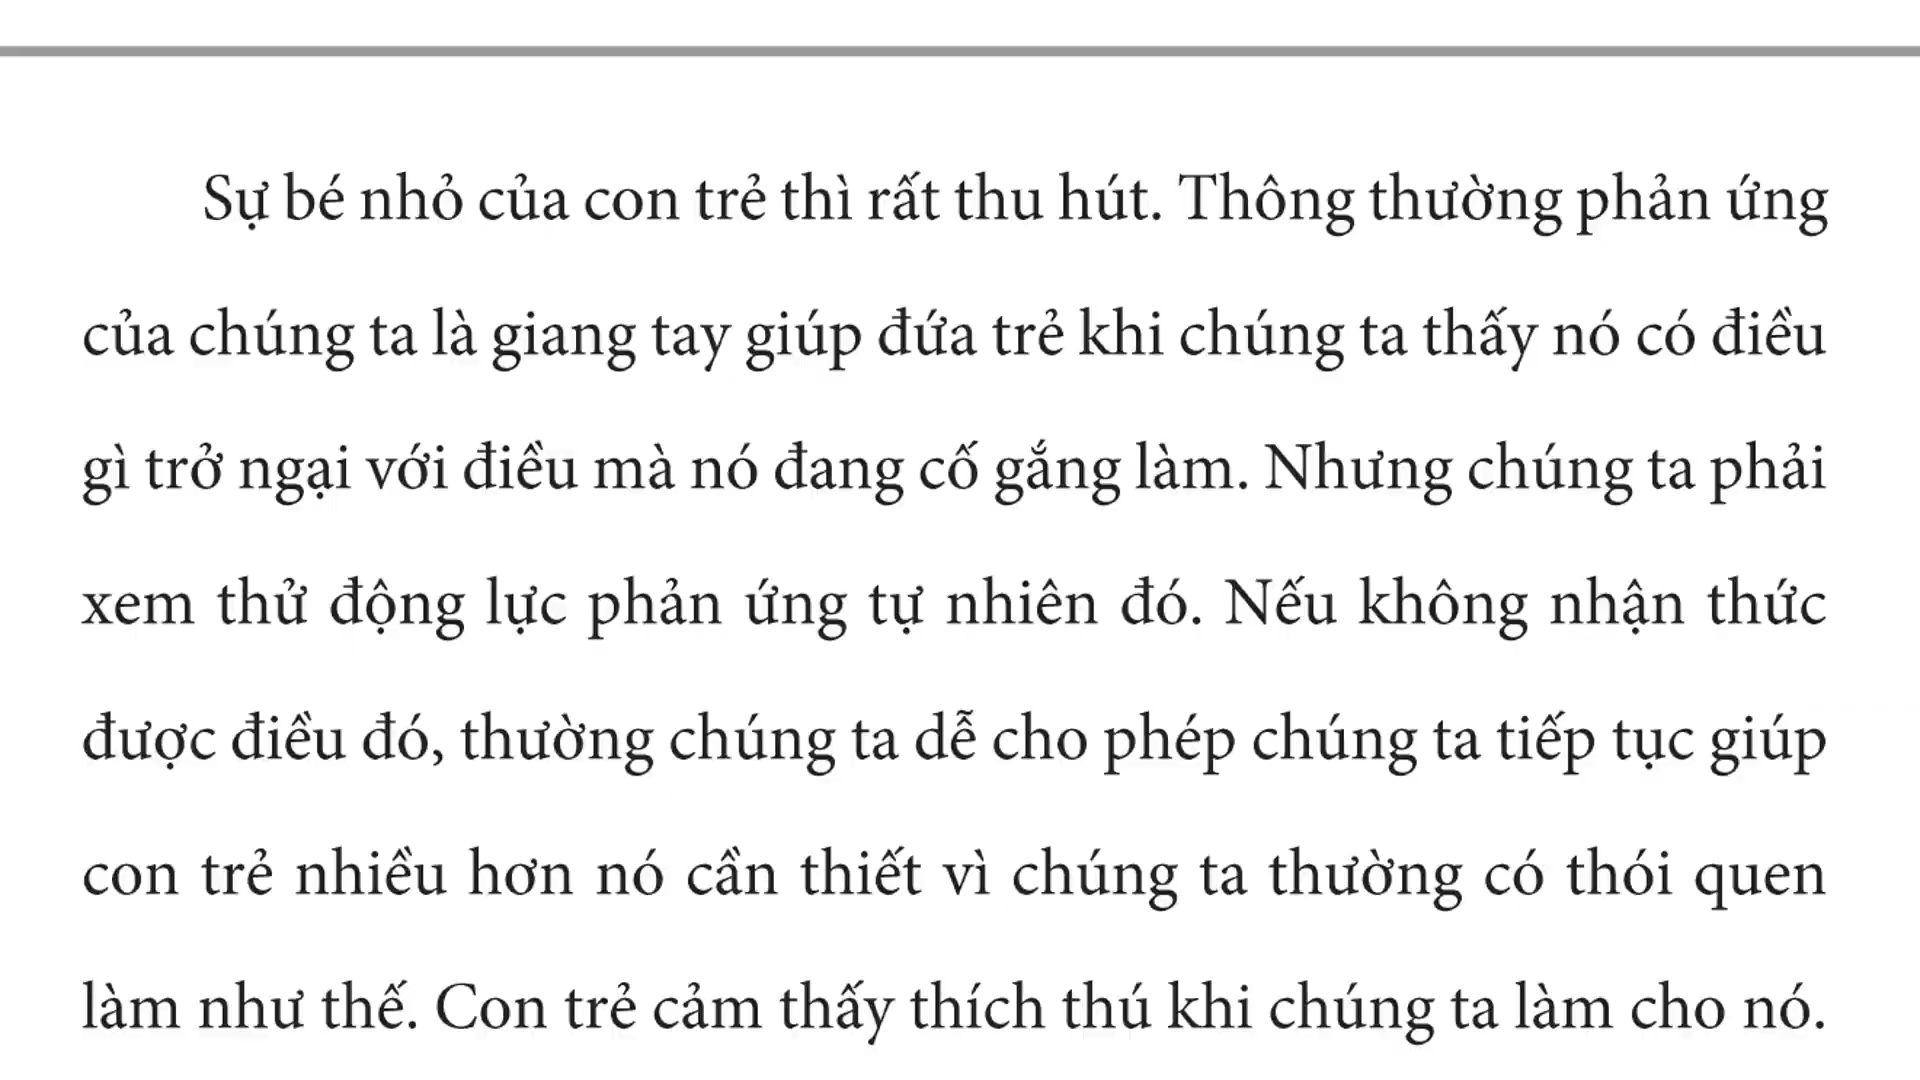 Sự bé nhỏ của con trẻ thì rất thu hút. Thông thường phản ứng
của chúng ta là giang tay giúp đứa trẻ khi chúng ta thấy nó có điều
gì trở ngại với điều mà nó đang cố gắng làm. Nhưng chúng ta phải
xem thử động lực phản ứng tự nhiên đó. Nếu không nhận thức
được điều đó, thường chúng ta dễ cho phép chúng ta tiếp tục giúp
con trẻ nhiều hơn nó cần thiết vì chúng ta thường có thói quen
làm như thế. Con trẻ cảm thấy thích thú khi chúng ta làm cho nó.